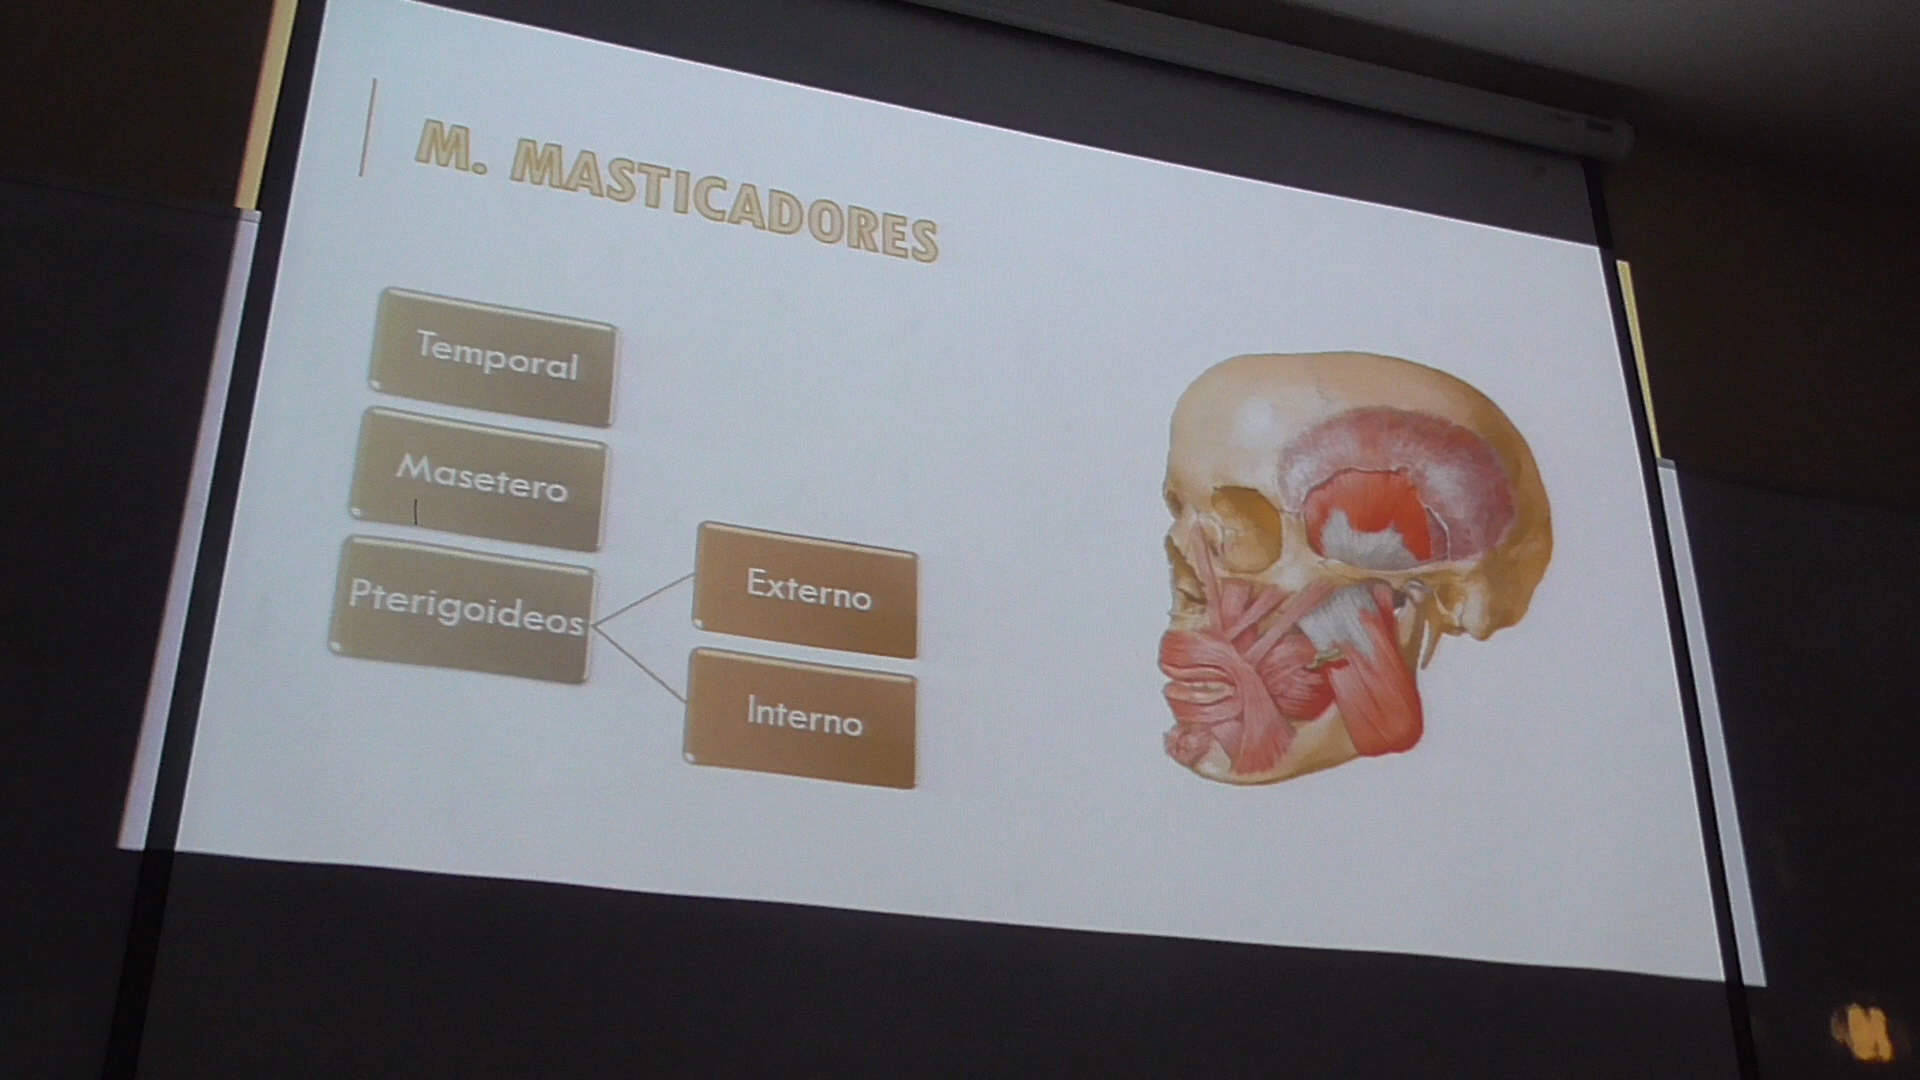 M. MASTICADORES
Temporal
Masetero
Pterigoideos
Externo
Interno